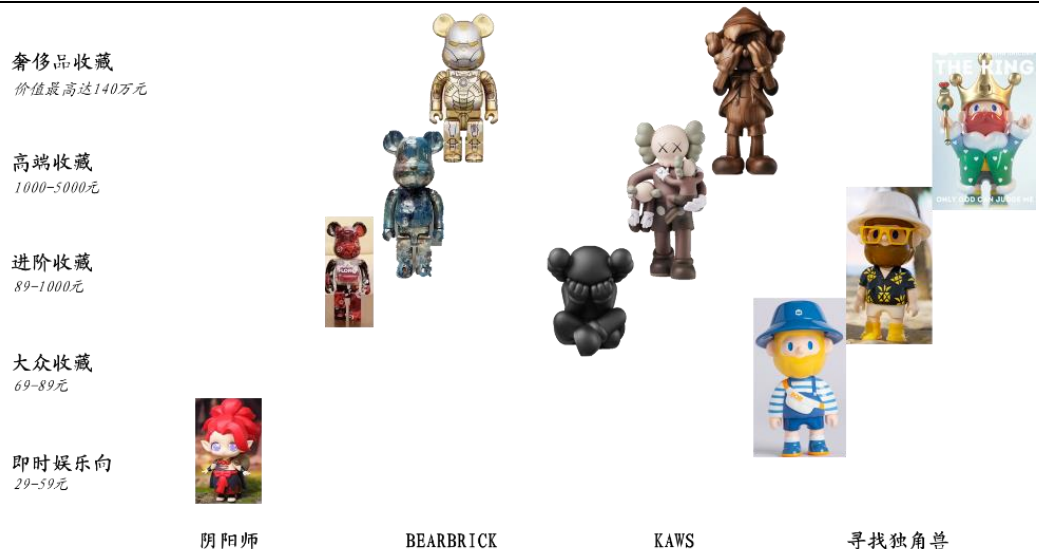 奢侈品收藏
价值最高达140万元
THE KING
高端收藏
1000-5000元
ONLY GOD CAN JUDGE ME
进阶收藏
89-1000元
大众收藏
69-89元
即时娱乐向
29-59元
阴阳师
BEARBRICK
KAWS
寻找独角兽